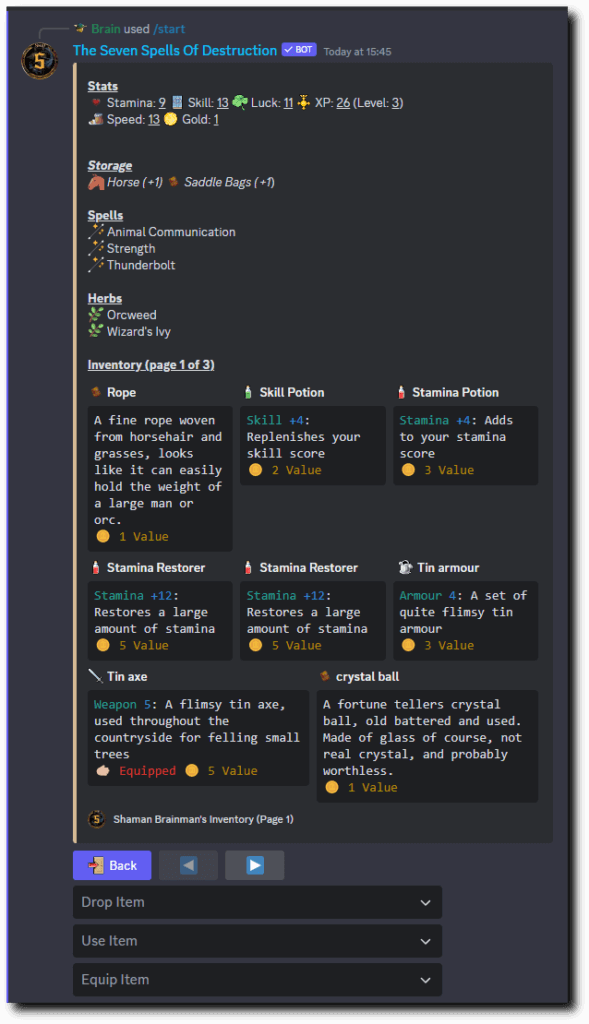 Brain used /start
The Seven Spells Of Destruction ✓ BOT Today at 15:45
Stats
Stamina: 9 Skill: 13 Luck: 11 XP: 26 (Level: 3)
Speed: 13 Gold: 1
Storage
Horse (+1) Saddle Bags (+1)
Spells
Animal Communication
Strength
Thunderbolt
Herbs
Orcweed
Wizard's Ivy
Inventory (page 1 of 3)
Rope
A fine rope woven
from horsehair and
grasses, looks
like it can easily
hold the weight of
a large man or
orc.
1 Value
Skill Potion
Skill +4:
Replenishes your
skill score
2 Value
Stamina Potion
Stamina +4: Adds
to your stamina
score
3 Value
Stamina Restorer
Stamina +12:
Restores a large
amount of stamina
5 Value
Stamina Restorer
Stamina +12:
Restores a large
amount of stamina
5 Value
Tin armour
Armour 4: A set of
quite flimsy tin
armour
3 Value
Tin axe
Weapon 5: A flimsy tin axe,
used throughout the
countryside for felling small
trees
Equipped 5 Value
crystal ball
A fortune tellers crystal
ball, old battered and used.
Made of glass of course, not
real crystal, and probably
worthless.
1 Value
S Shaman Brainman's Inventory (Page 1)
Back
Drop Item
Use Item
Equip Item